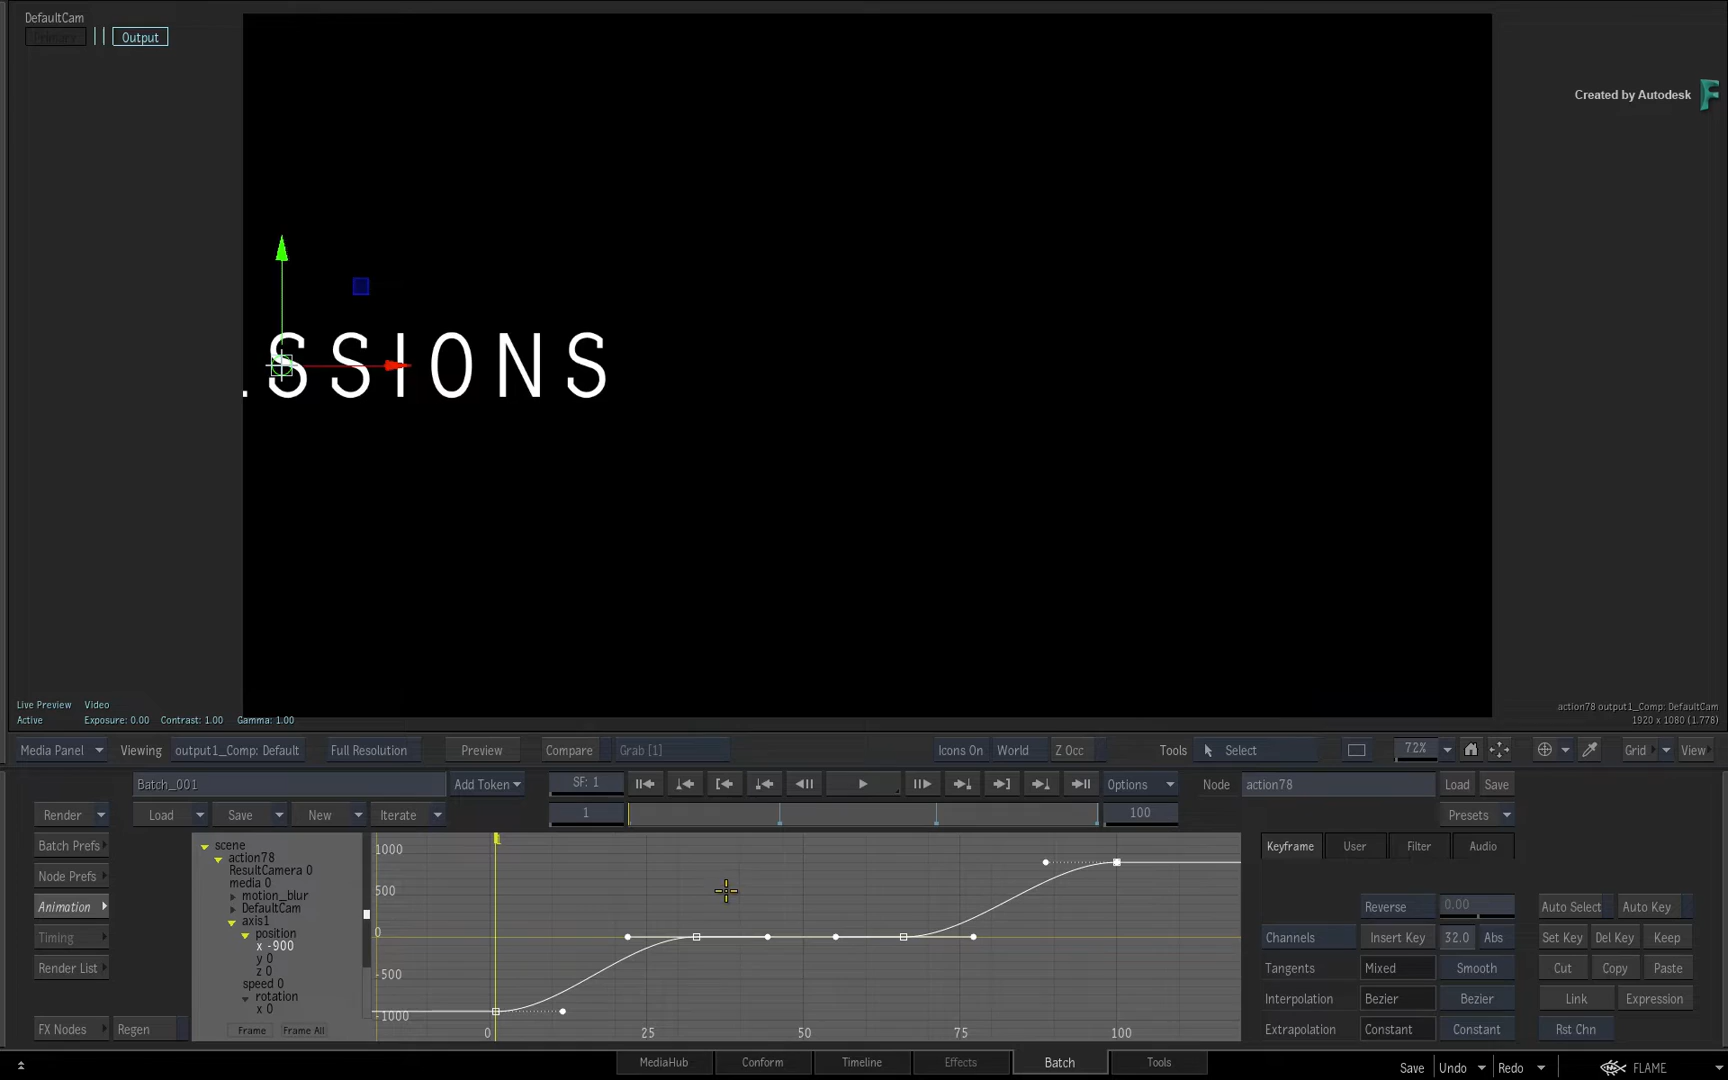 DefaultCam
Primary Output
Created by Autodesk
.SSIONS
Live Preview Video
Active Exposure: 0.00 Contrast: 1.00 Gamma: 1.00
action78 output1_Comp: DefaultCam
1920 x 1080 (1.778)
Media Panel Viewing output1_Comp: Default Full Resolution Preview Compare Grab [1] Icons On World Z Occ Tools Select 72% Grid View
Batch_001 Add Token SF: 1 Options Node action78 Load Save
Render Load Save New Iterate 1 100 Presets
Batch Prefs
Node Prefs
Animation
Timing
Render List
FX Nodes Regen
scene
action78
ResultCamera 0
media 0
motion_blur
DefaultCam
axis1
position
x -900
y 0
z 0
speed 0
rotation
x 0
Frame Frame All
1000
500
0
-500
-1000
0 25 50 75 100
Keyframe User Filter Audio
Reverse 0.00 Auto Select Auto Key
Channels Insert Key 32.0 Abs Set Key Del Key Keep
Tangents Mixed Smooth Cut Copy Paste
Interpolation Bezier Bezier Link Expression
Extrapolation Constant Constant Rst Chn
MediaHub Conform Timeline Effects Batch Tools
Save Undo Redo FLAME